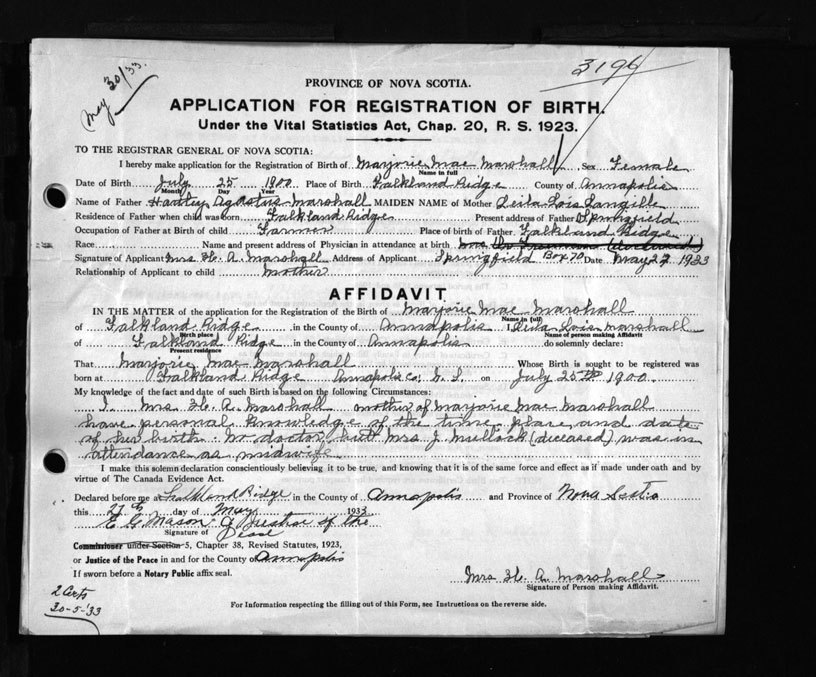 May 30/33.
3196
PROVINCE OF NOVA SCOTIA.
APPLICATION FOR REGISTRATION OF BIRTH.
Under the Vital Statistics Act, Chap. 20, R. S. 1923.
TO THE REGISTRAR GENERAL OF NOVA SCOTIA:
I hereby make application for the Registration of Birth of Marjorie Mae Marshall Sex Female
Name in full
Date of Birth July 25 1900 Place of Birth Falkland Ridge County of Annapolis
Month Day Year
Name of Father Hartley Marshall MAIDEN NAME of Mother Leila Lois Langille
Residence of Father when child was born Falkland Ridge Present address of Father Springfield
Occupation of Father at Birth of child Farmer Place of birth of Father Falkland Ridge
Race Name and present address of Physician in attendance at birth (deceased)
Signature of Applicant Mrs H. A. Marshall Address of Applicant Springfield Box 70 Date May 27 1933
Relationship of Applicant to child mother
AFFIDAVIT
IN THE MATTER of the application for the Registration of the Birth of Marjorie Mae Marshall
Name in full
of Falkland Ridge in the County of Annapolis I, Leila Lois Marshall
Birth place Name of person making Affidavit
of Falkland Ridge in the County of Annapolis do solemnly declare:
Present residence
That Marjorie Mae Marshall Whose Birth is sought to be registered was
born at Falkland Ridge Annapolis Co; N. S. on July 25th 1900
My knowledge of the fact and date of such Birth is based on the following Circumstances:
I, Mrs H. A. Marshall mother of Marjorie Mae Marshall
have personal knowledge of the time, place and date
of her birth. No doctor, but Mrs J. Mullock (deceased) was in
attendance as midwife
I make this solemn declaration conscientiously believing it to be true, and knowing that it is of the same force and effect as if made under oath and by
virtue of The Canada Evidence Act.
Declared before me at Falkland Ridge in the County of Annapolis and Province of Nova Scotia
this 27th day of May 1933
E G Mason Justice of the
Signature of Peace
Commissioner under Section 5, Chapter 38, Revised Statutes, 1923,
or Justice of the Peace in and for the County of Annapolis
If sworn before a Notary Public affix seal.
Mrs H. A. Marshall
Signature of Person making Affidavit.
2 Certs
30-5-'33
For Information respecting the filling out of this Form, see Instructions on the reverse side.